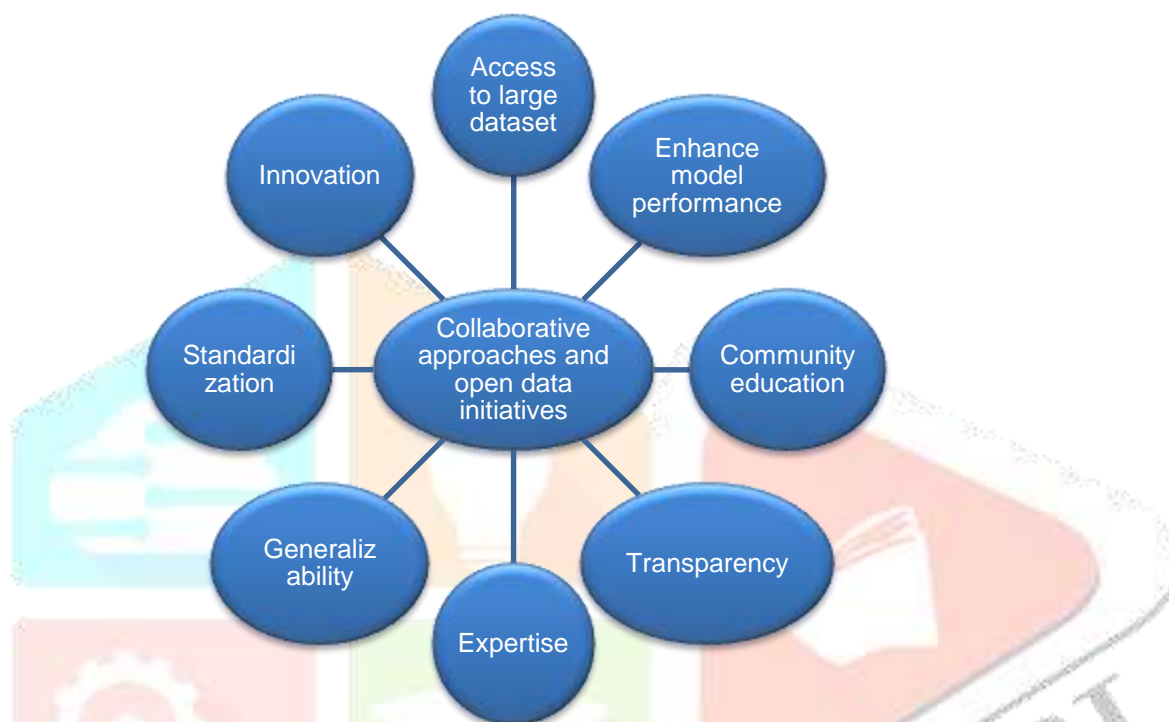 Access
to large
dataset
Enhance
model
performance
Innovation
Collaborative
approaches and
open data
initiatives
Standardi
zation
Community
education
Generaliz
ability
Transparency
Expertise